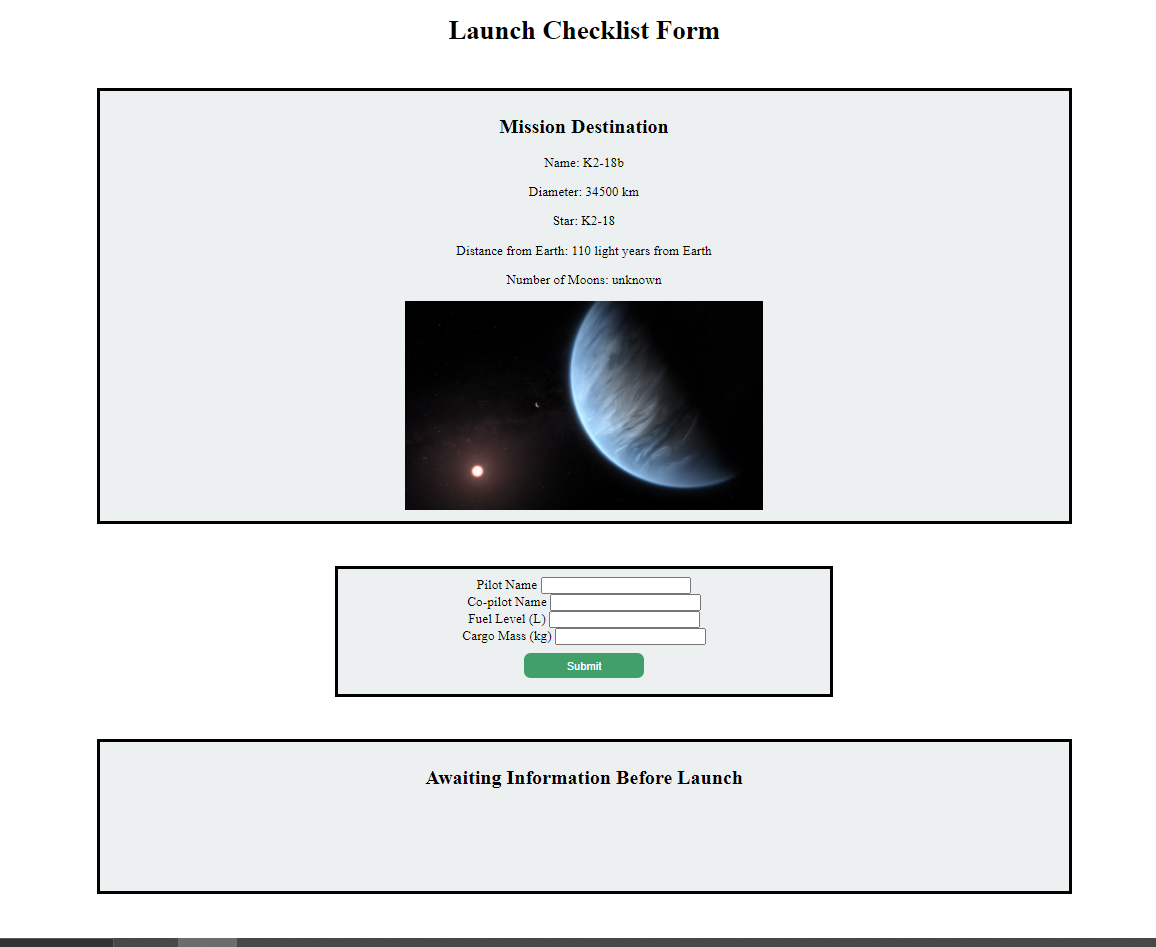 Launch Checklist Form
Mission Destination
Name: K2-18b
Diameter: 34500 km
Star: K2-18
Distance from Earth: 110 light years from Earth
Number of Moons: unknown
Pilot Name
Co-pilot Name
Fuel Level (L)
Cargo Mass (kg)
Submit
Awaiting Information Before Launch